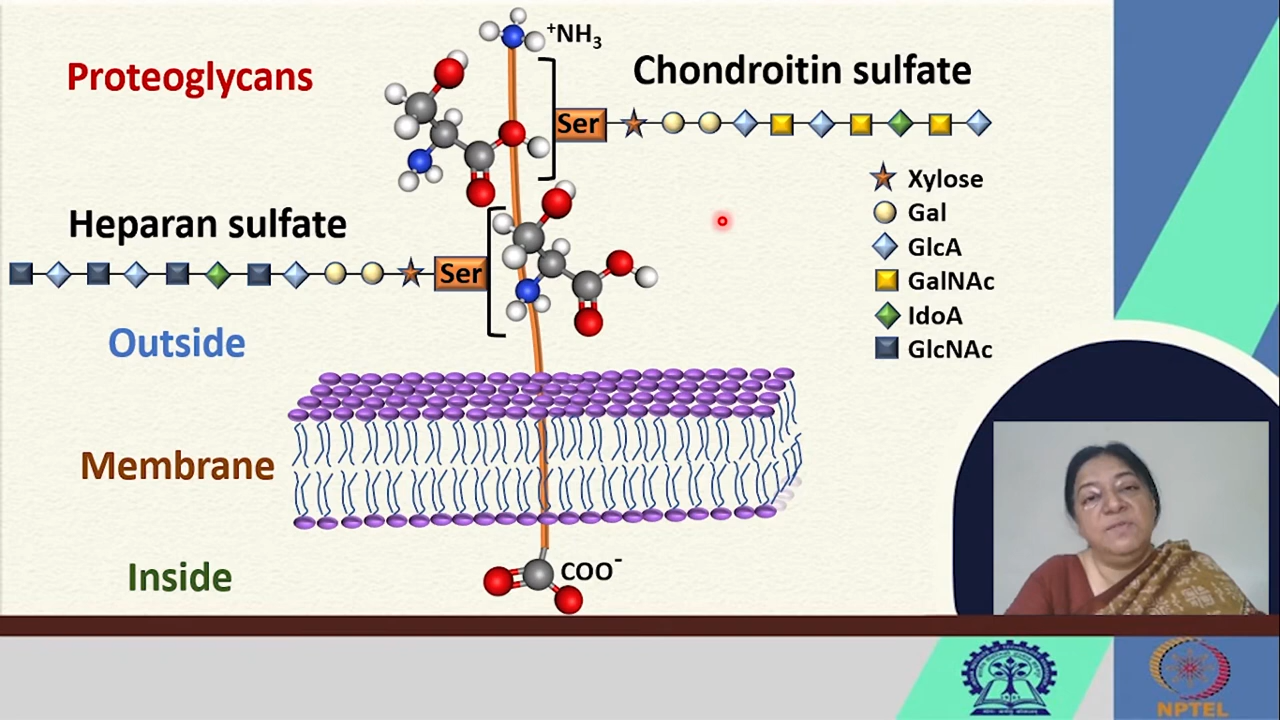 ⁺NH₃
Proteoglycans
Chondroitin sulfate
Ser
Xylose
Heparan sulfate
Gal
GlcA
Ser
GalNAc
Outside
IdoA
GlcNAc
Membrane
Inside
COO⁻
NPTEL